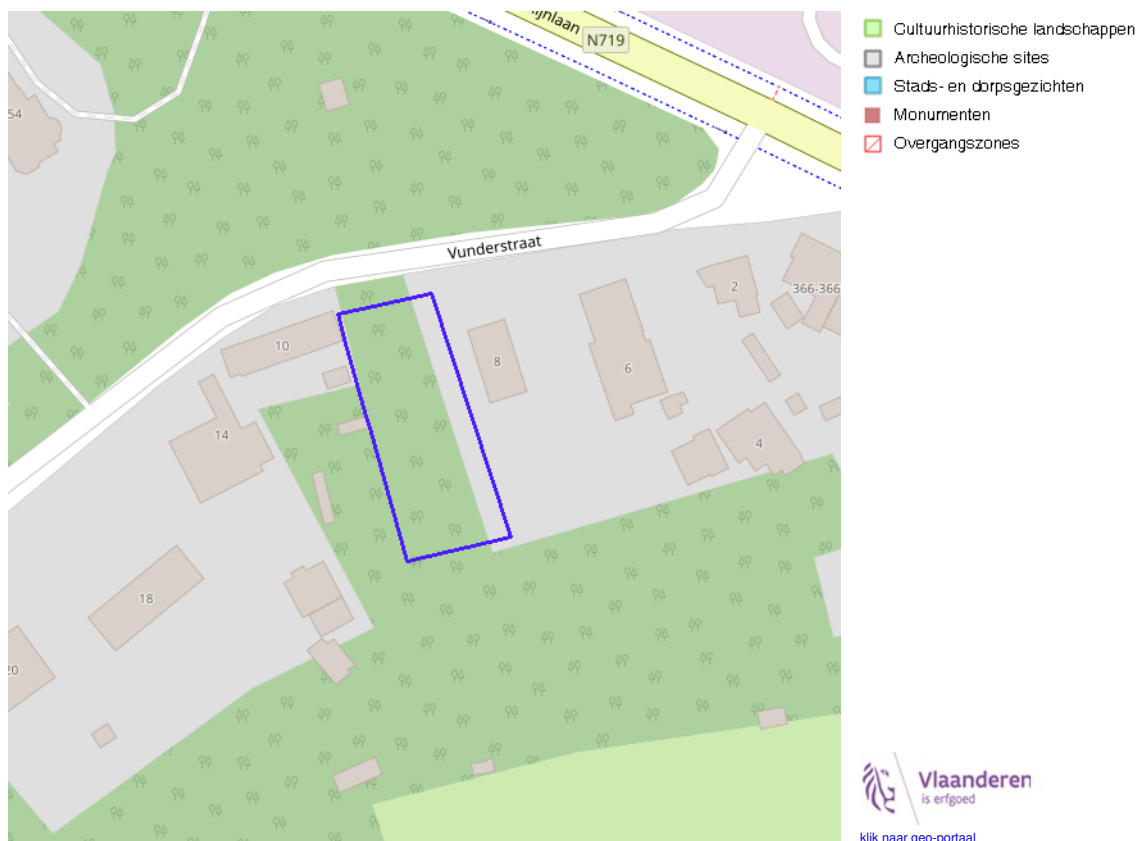 ijnlaan
N719
54
Vunderstraat
2
366-366
10
8
6
14
4
18
20
Cultuurhistorische landschappen
Archeologische sites
Stads- en dorpsgezichten
Monumenten
Overgangszones
Vlaanderen
is erfgoed
klik naar geo-portaal